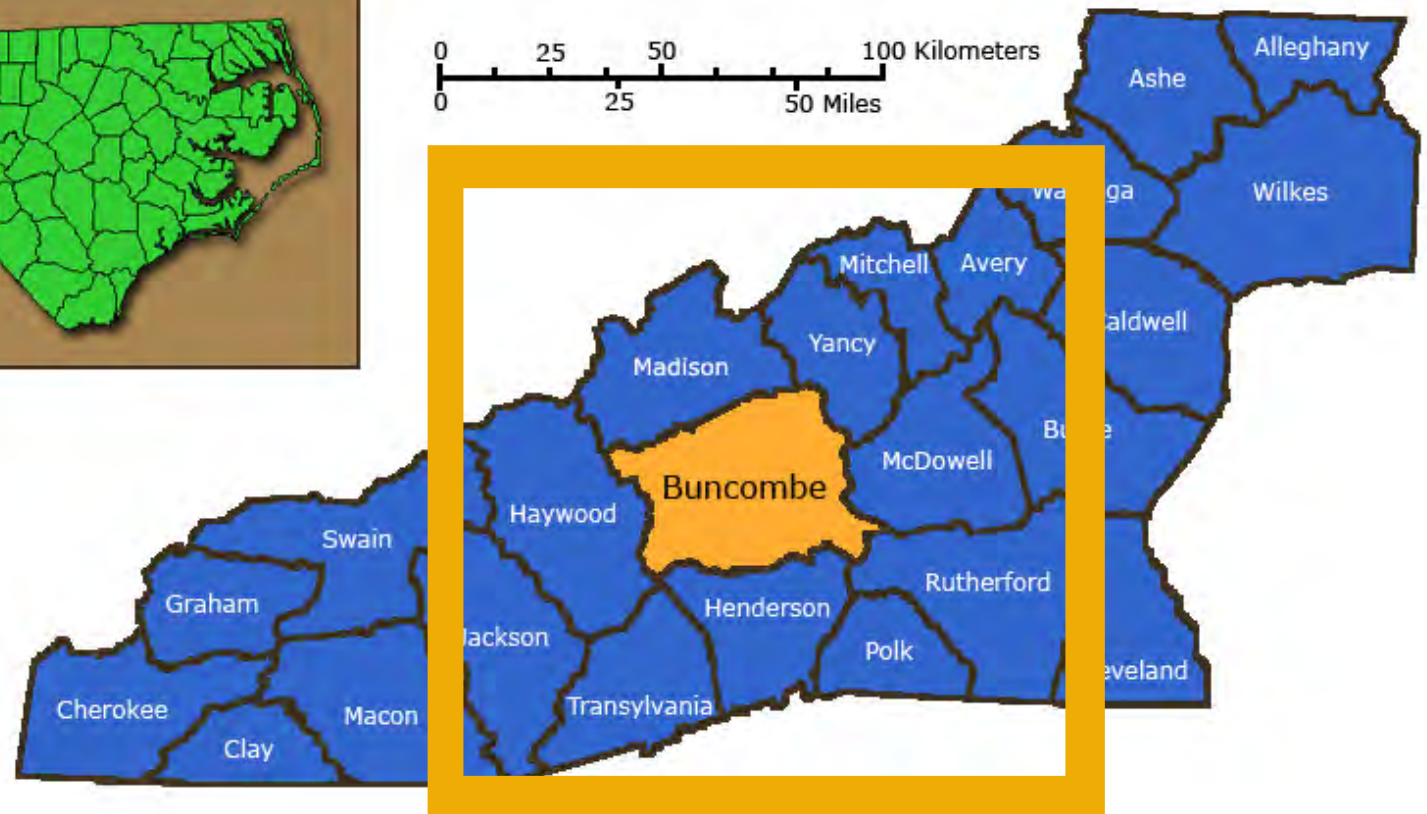 0 25 50 100 Kilometers
0 25 50 Miles
Alleghany
Ashe
Wilkes
Mitchell
Avery
Yancy
Madison
McDowell
Buncombe
Haywood
Swain
Rutherford
Graham
Henderson
Polk
Transylvania
Cherokee
Macon
Clay